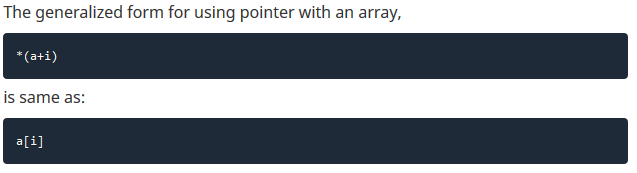 The generalized form for using pointer with an array,
*(a+i)
is same as:
a[i]